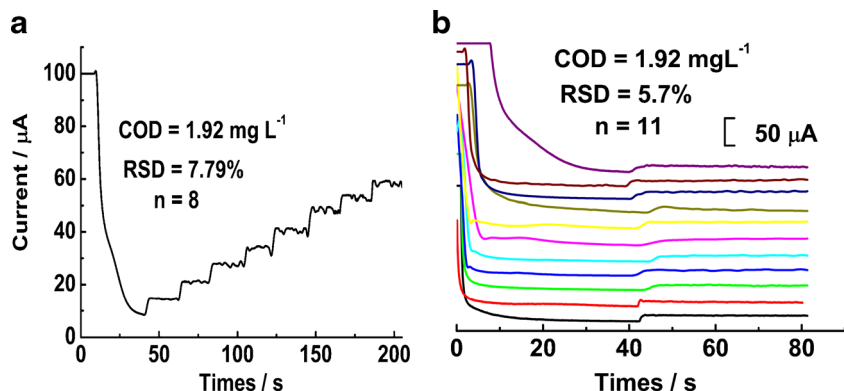 a
100
80
60
40
20
0
Current / μA
COD = 1.92 mg L⁻¹
RSD = 7.79%
n = 8
0 50 100 150 200
Times / s
b
COD = 1.92 mgL⁻¹
RSD = 5.7%
n = 11
50 μA
0 20 40 60 80
Times / s